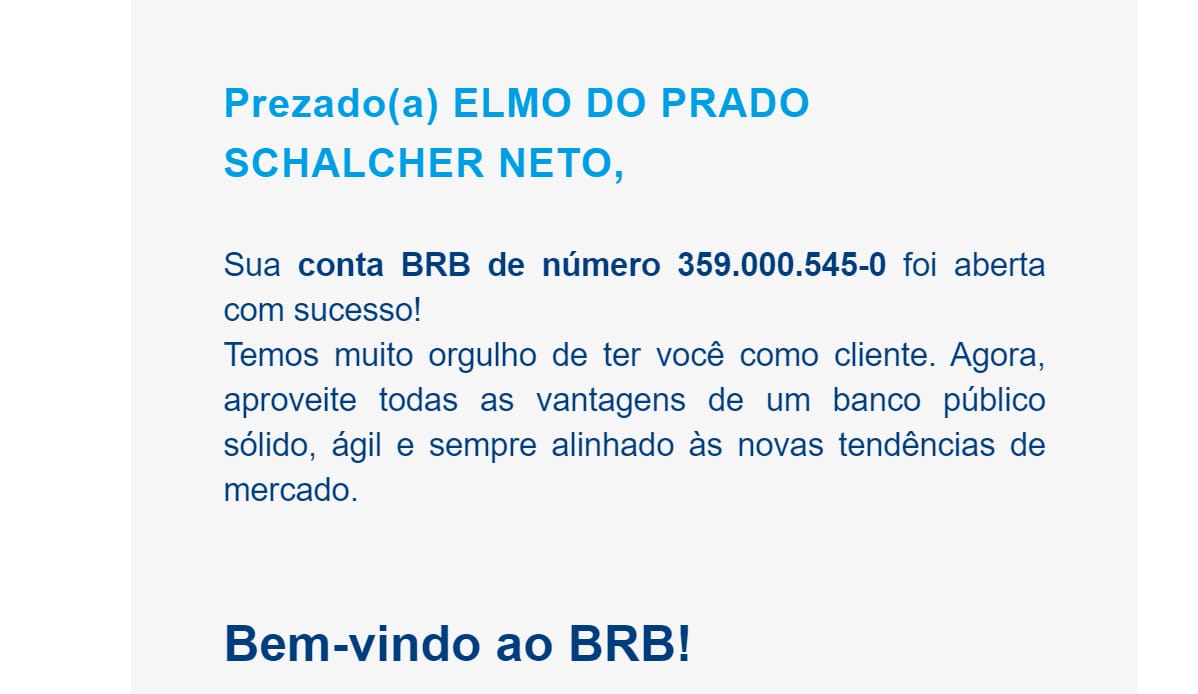 Prezado(a) ELMO DO PRADO
SCHALCHER NETO,
Sua conta BRB de número 359.000.545-0 foi aberta
com sucesso!
Temos muito orgulho de ter você como cliente. Agora,
aproveite todas as vantagens de um banco público
sólido, ágil e sempre alinhado às novas tendências de
mercado.
Bem-vindo ao BRB!